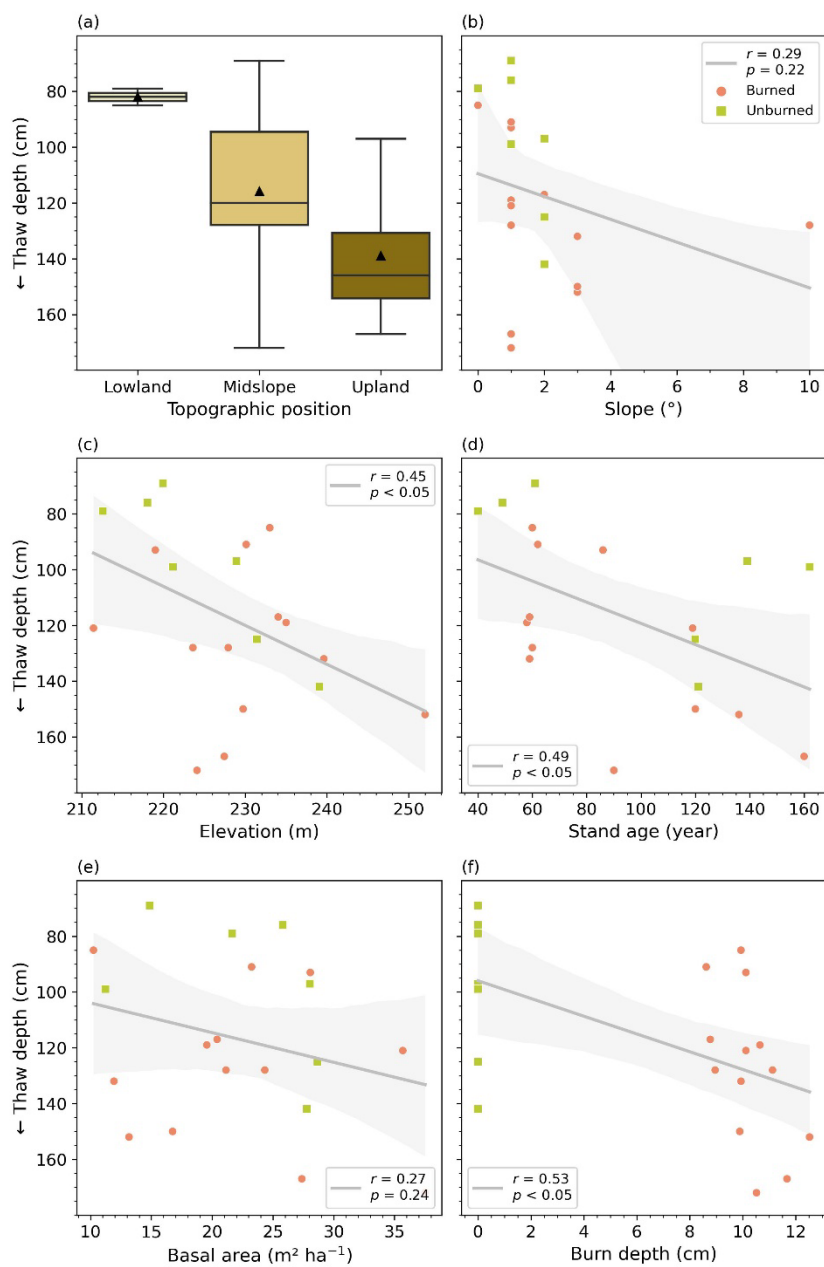 (a)
80
100
120
140
160
← Thaw depth (cm)
Lowland Midslope Upland
Topographic position
(b)
r = 0.29
p = 0.22
Burned
Unburned
0 2 4 6 8 10
Slope (°)
(c)
r = 0.45
p < 0.05
80
100
120
140
160
← Thaw depth (cm)
210 220 230 240 250
Elevation (m)
(d)
r = 0.49
p < 0.05
40 60 80 100 120 140 160
Stand age (year)
(e)
80
100
120
140
160
← Thaw depth (cm)
r = 0.27
p = 0.24
10 15 20 25 30 35
Basal area (m² ha⁻¹)
(f)
r = 0.53
p < 0.05
0 2 4 6 8 10 12
Burn depth (cm)